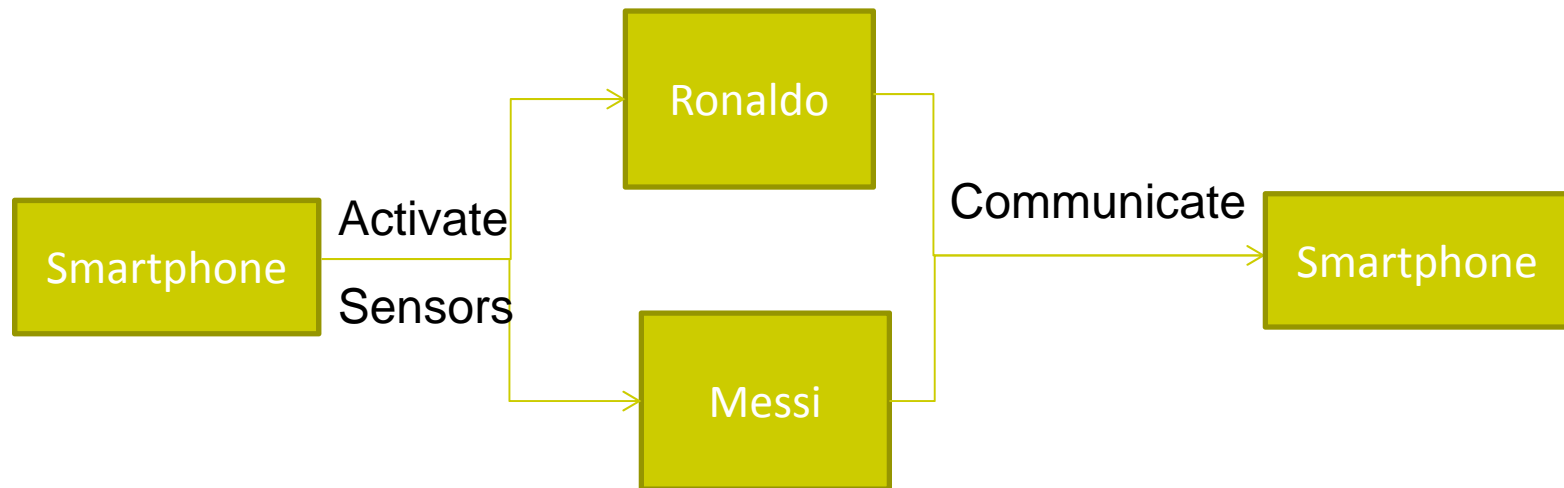 Smartphone
Activate
Sensors
Ronaldo
Messi
Communicate
Smartphone